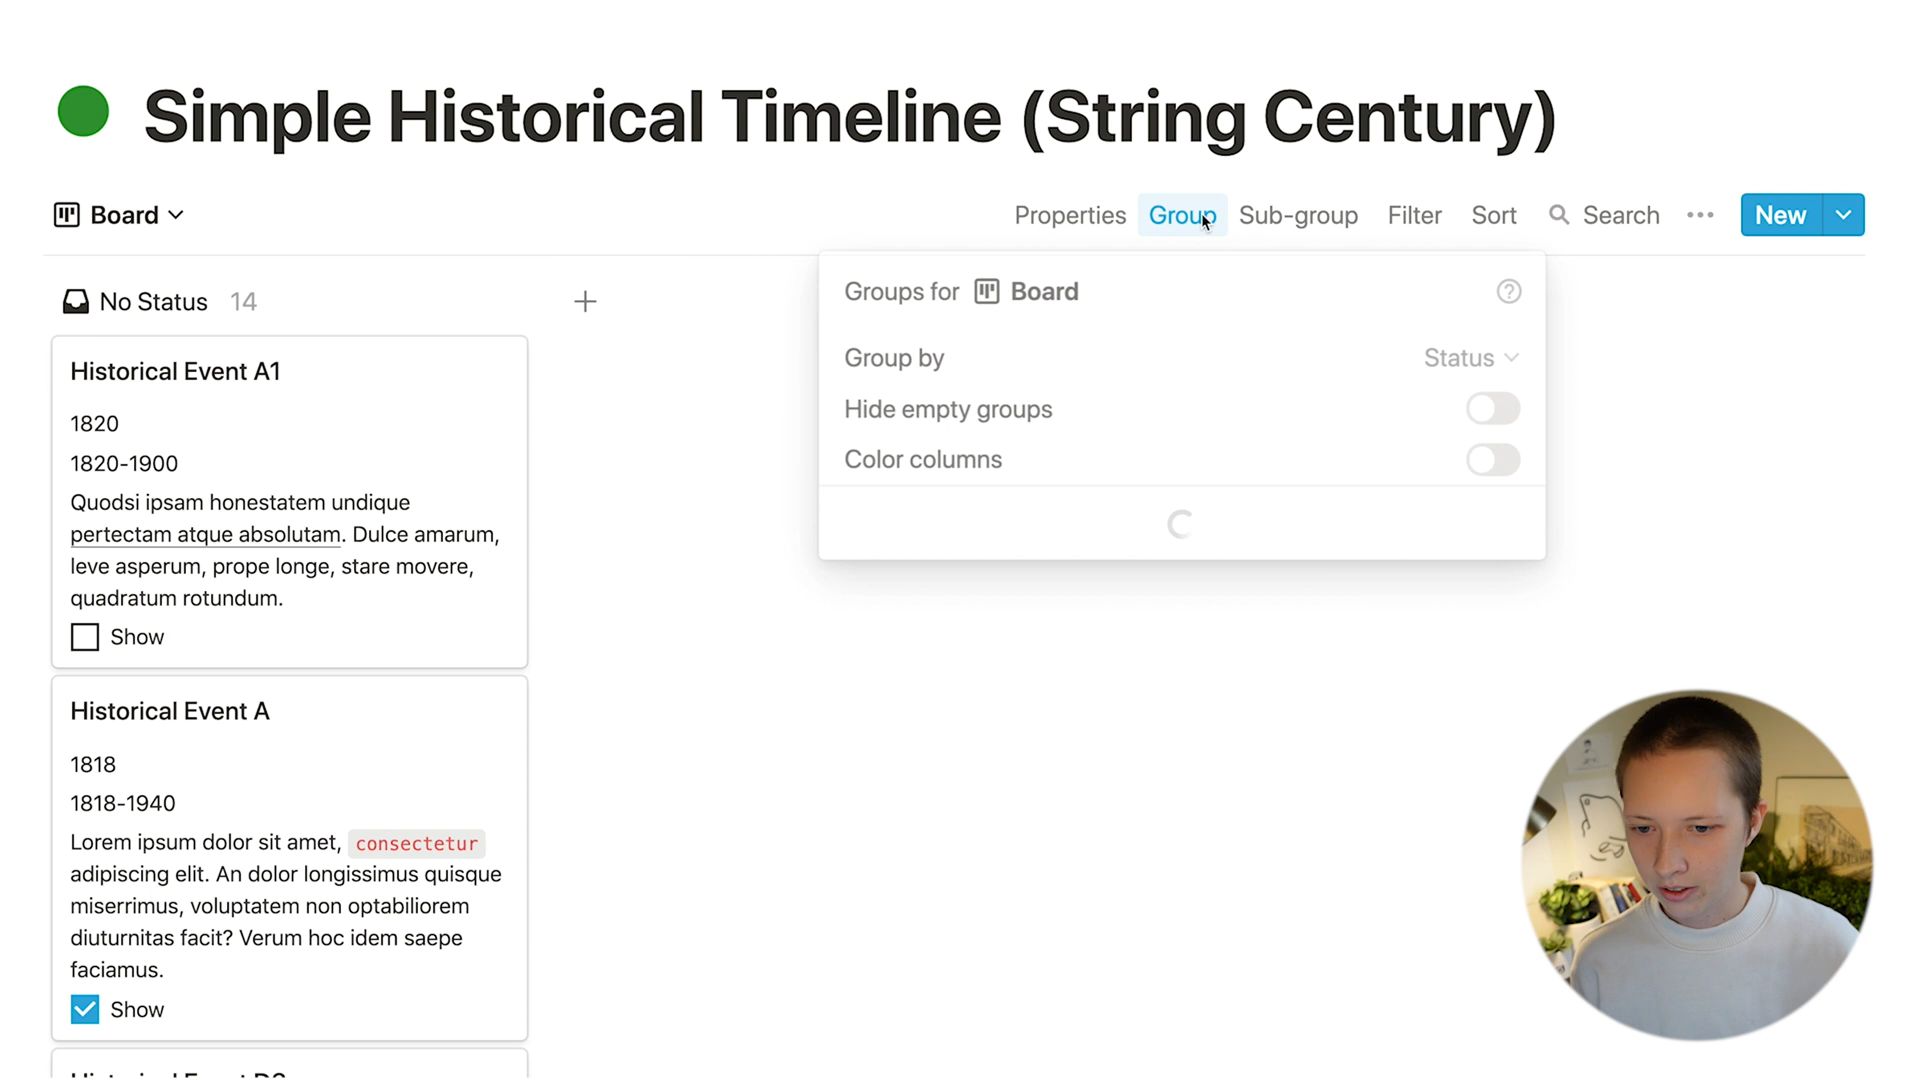 Simple Historical Timeline (String Century)
Board
Properties Group Sub-group Filter Sort Search New
Groups for Board
Group by Status
Hide empty groups
Color columns
No Status 14
Historical Event A1
1820
1820-1900
Quodsi ipsam honestatem undique
pertectam atque absolutam. Dulce amarum,
leve asperum, prope longe, stare movere,
quadratum rotundum.
Show
Historical Event A
1818
1818-1940
Lorem ipsum dolor sit amet, consectetur
adipiscing elit. An dolor longissimus quisque
miserrimus, voluptatem non optabiliorem
diuturnitas facit? Verum hoc idem saepe
faciamus.
Show